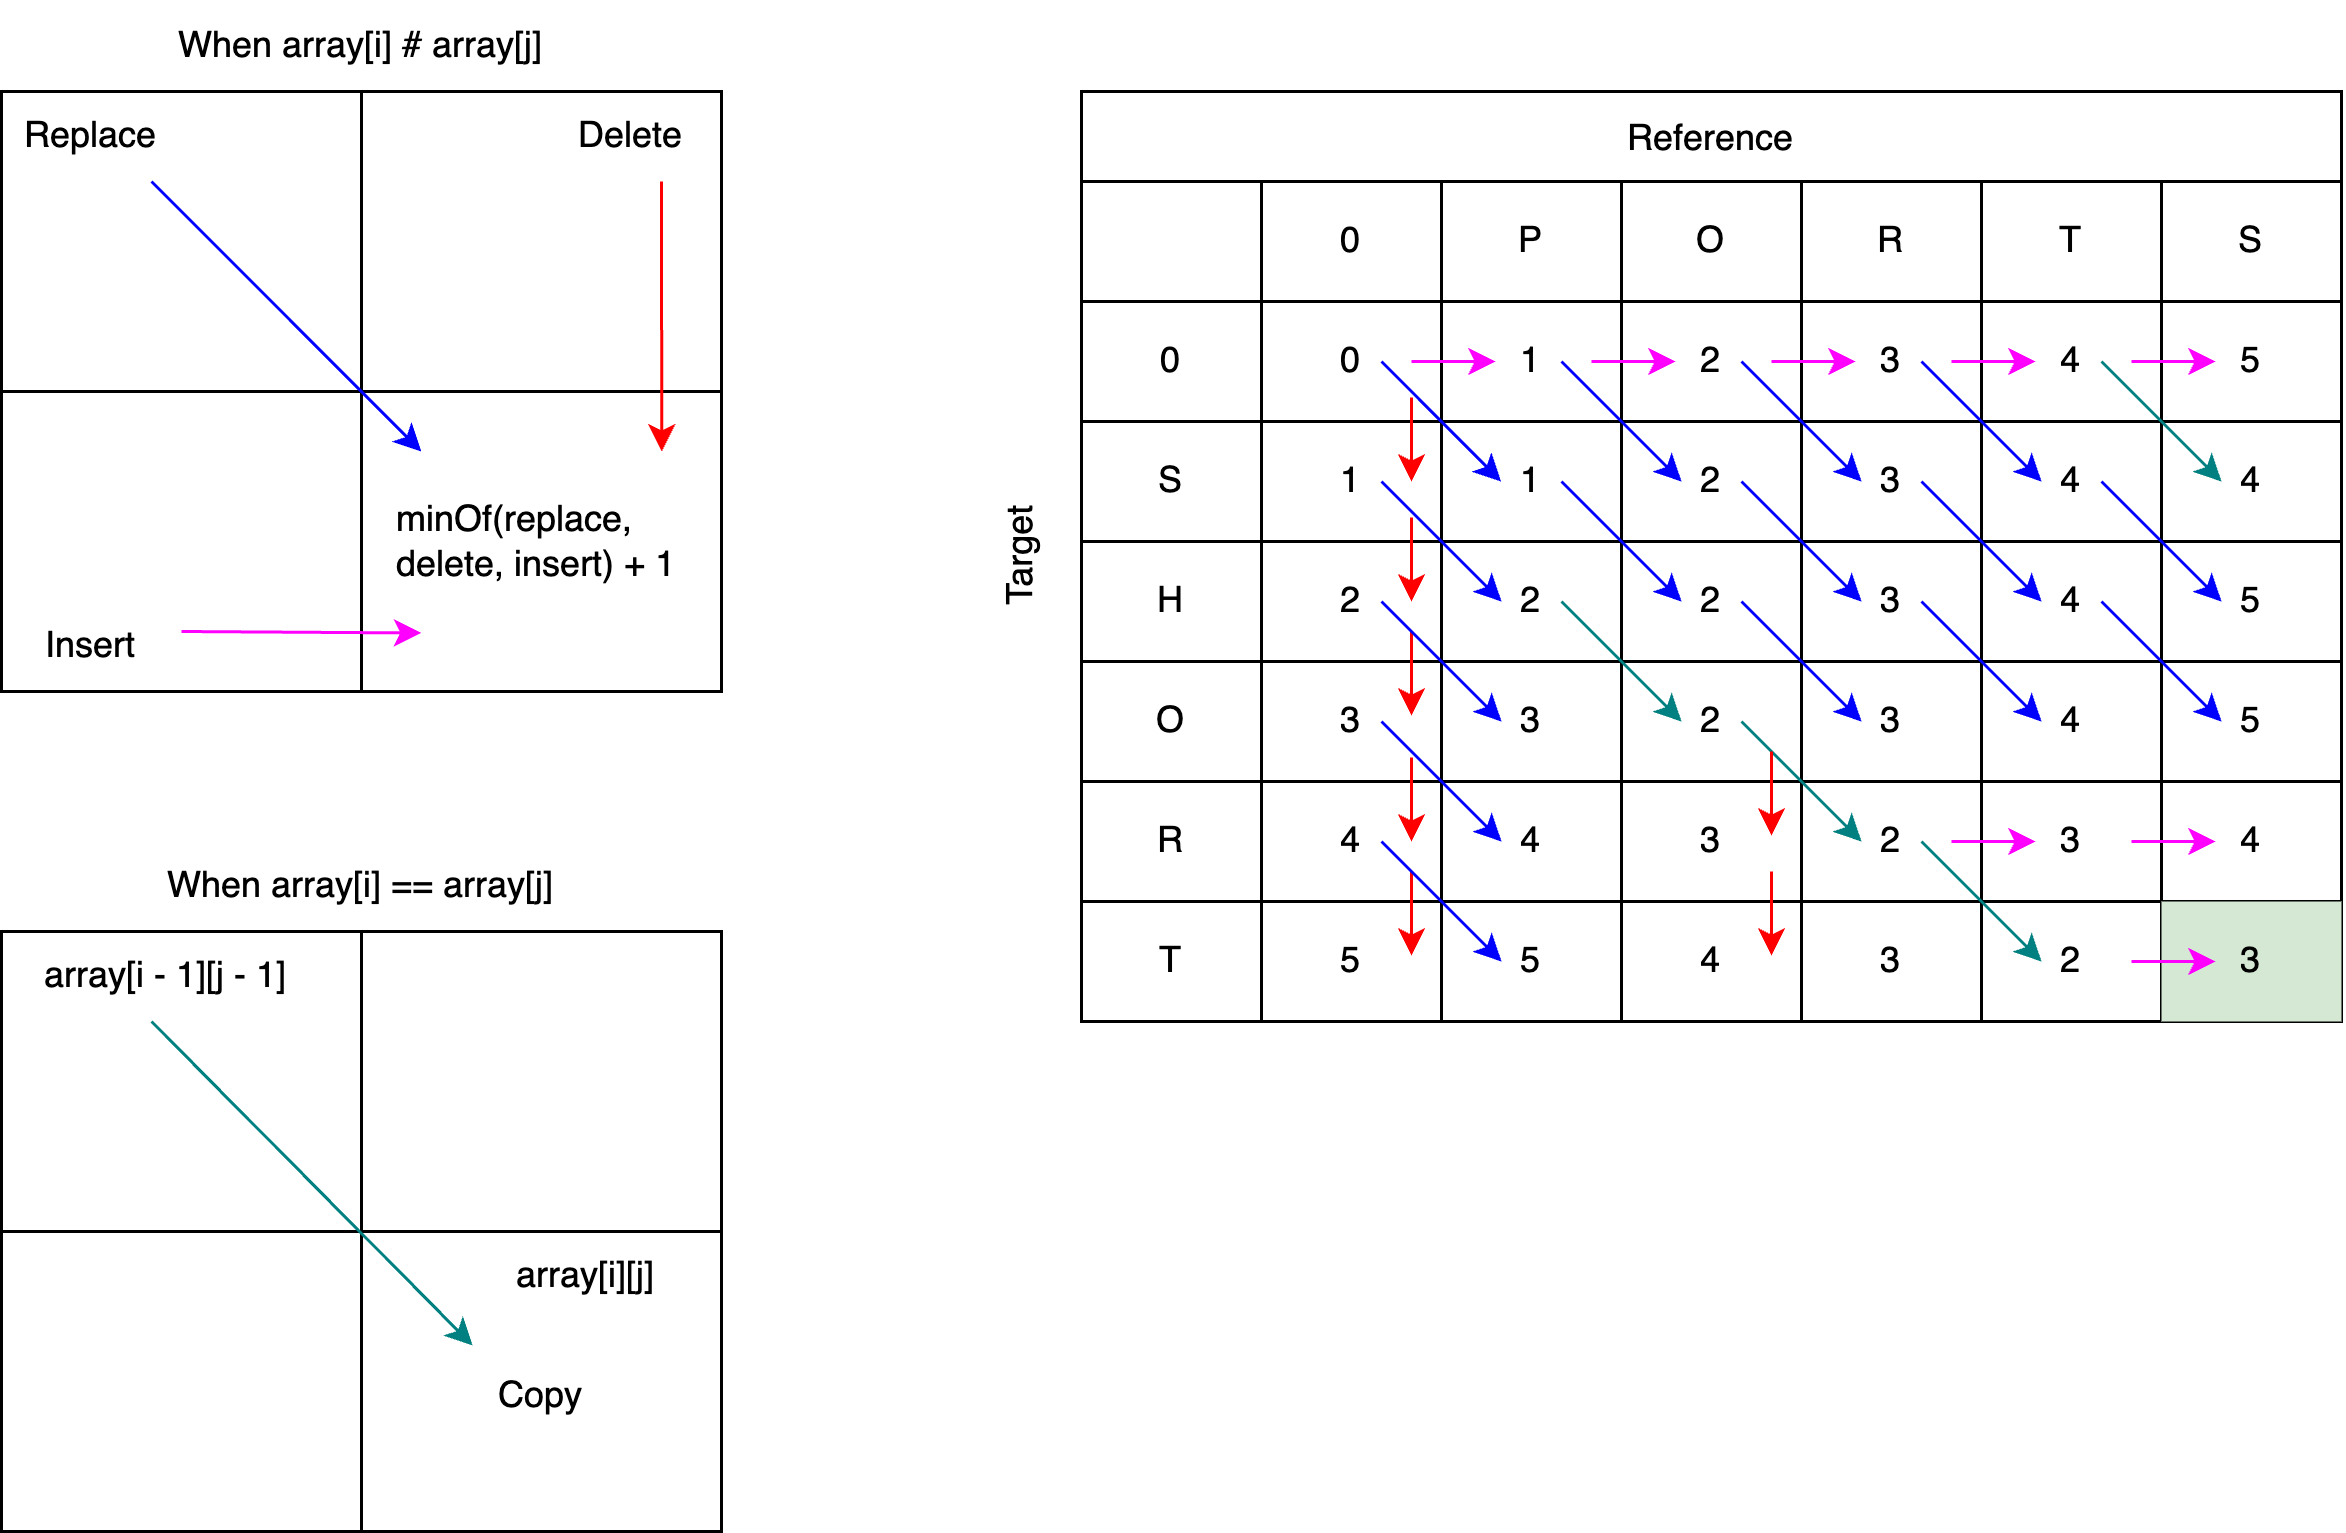 When array[i] # array[j]
Replace
Delete
minOf(replace,
delete, insert) + 1
Insert
When array[i] == array[j]
array[i - 1][j - 1]
array[i][j]
Copy
Target
Reference
0 P O R T S
0 0 1 2 3 4 5
S 1 1 2 3 4 4
H 2 2 2 3 4 5
O 3 3 2 3 4 5
R 4 4 3 2 3 4
T 5 5 4 3 2 3